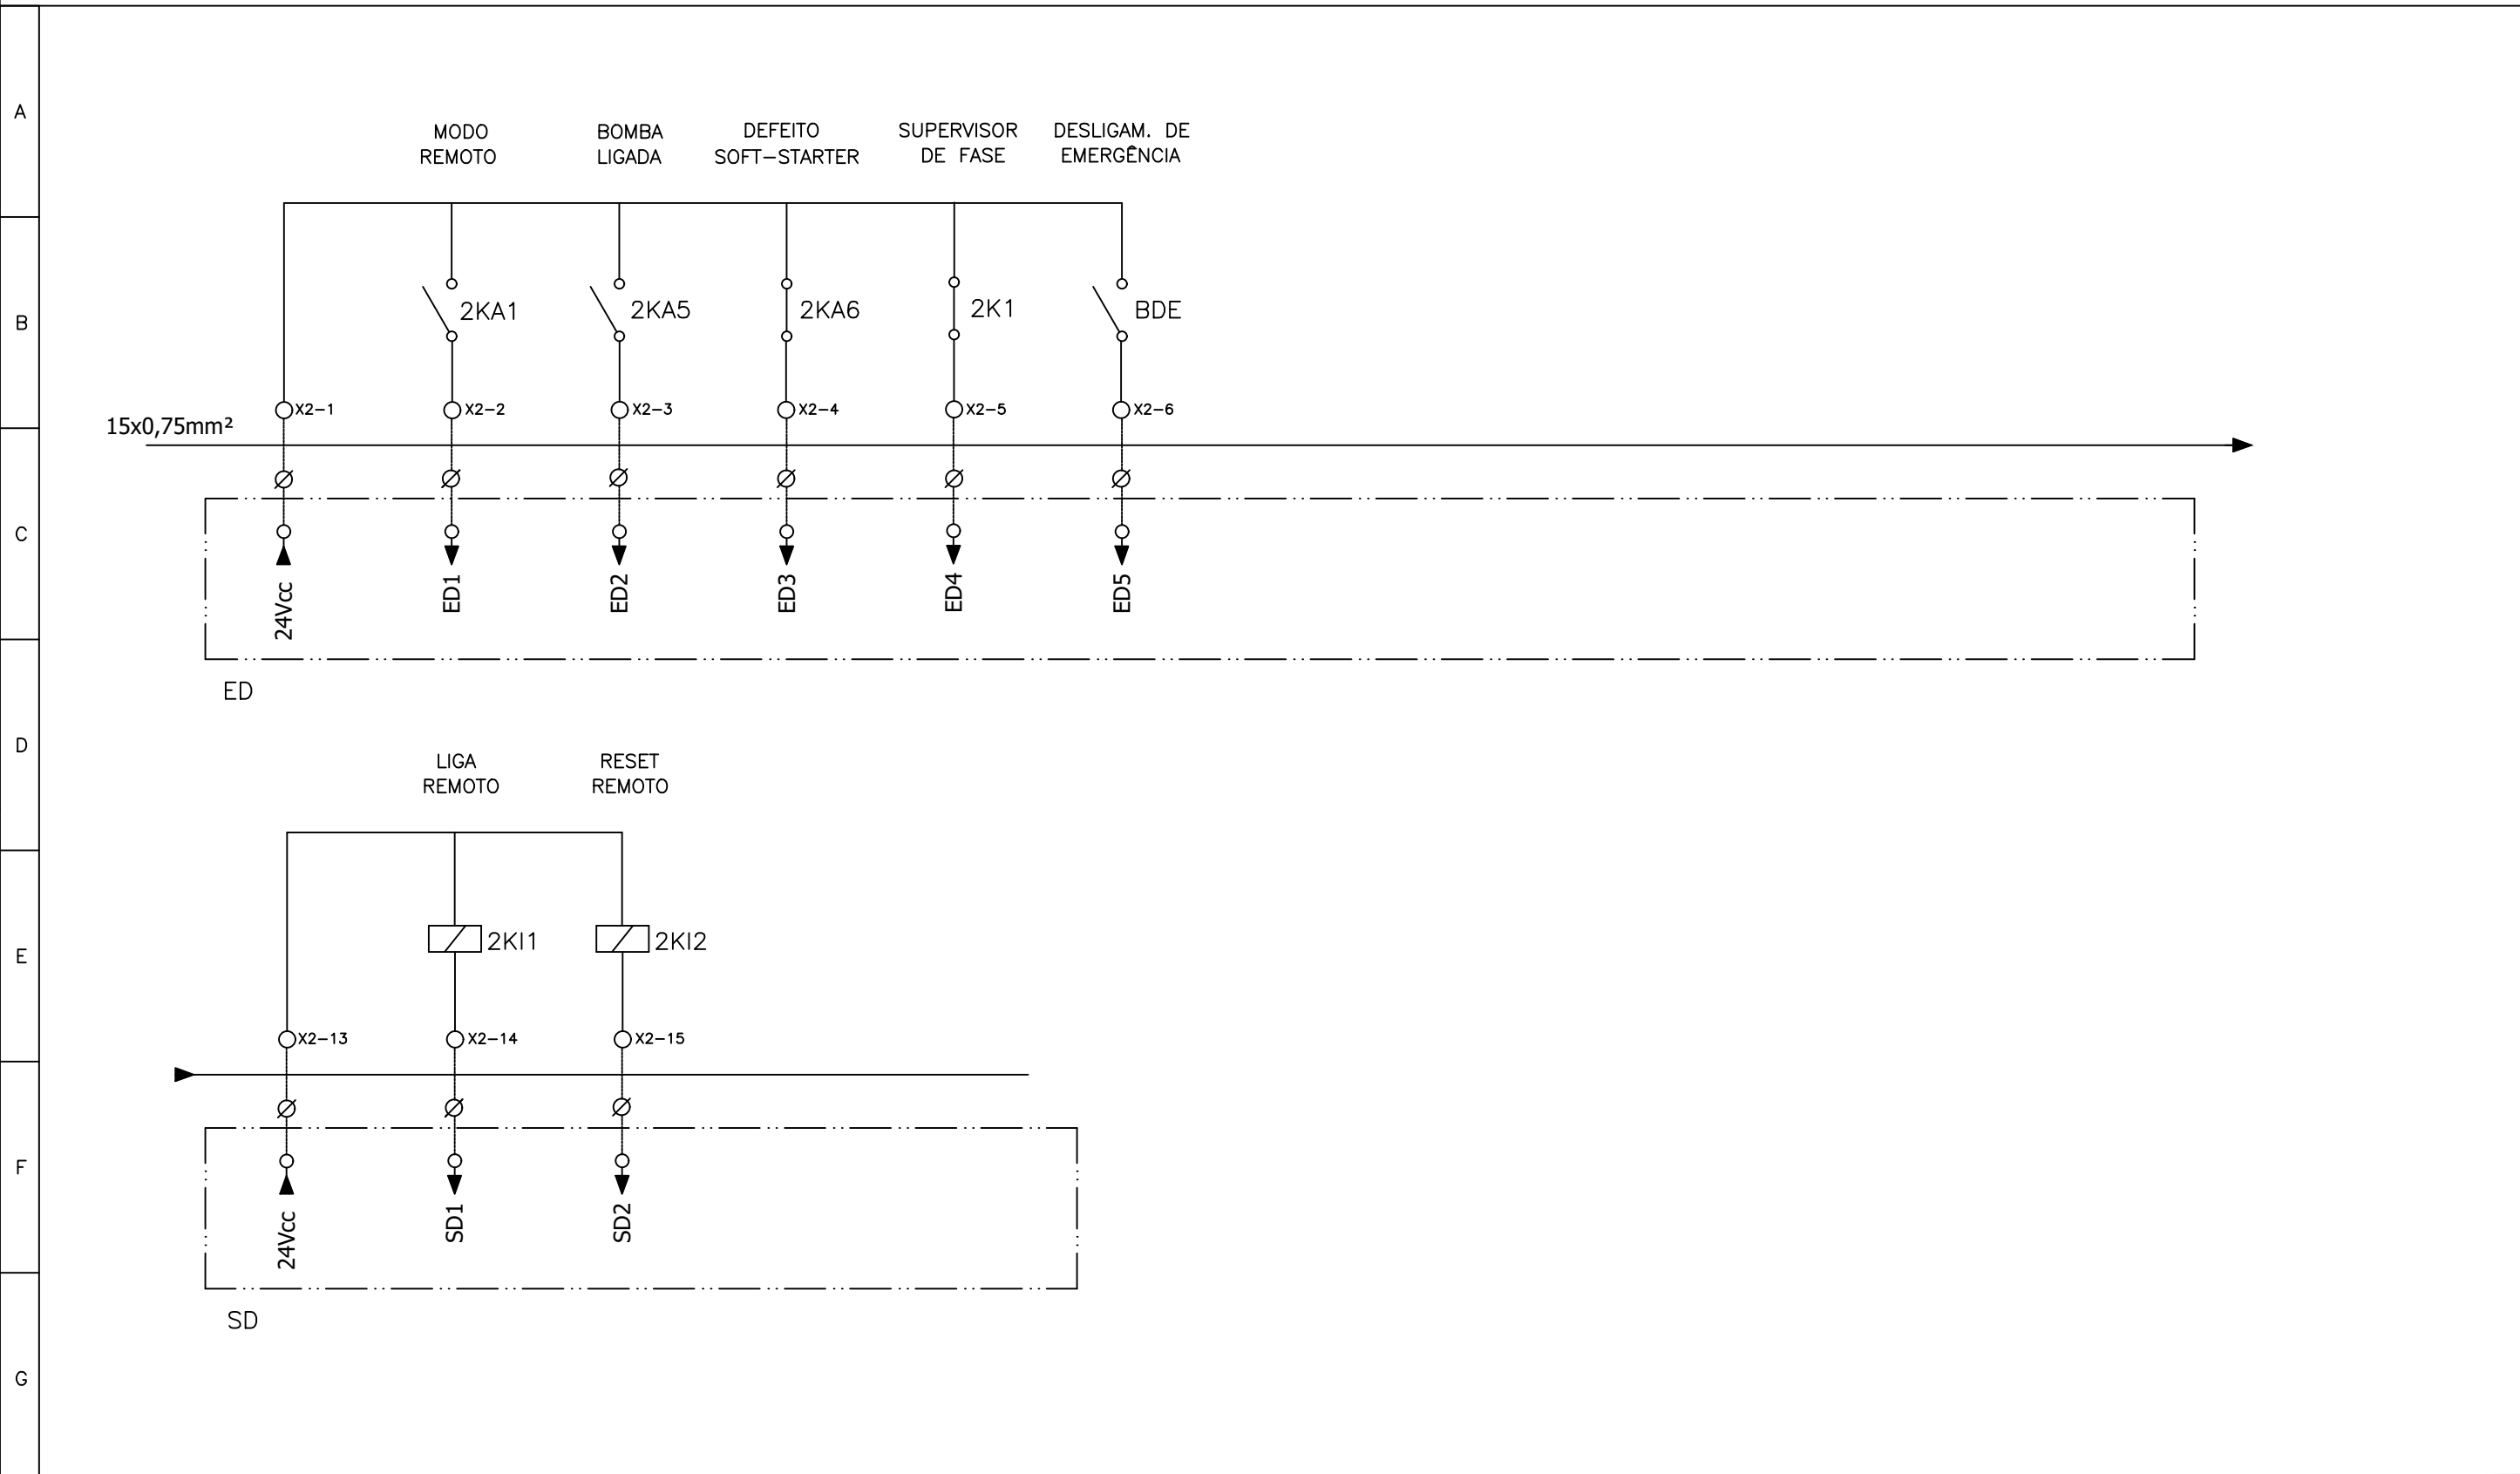 A
B
C
D
E
F
G
MODO
REMOTO
BOMBA
LIGADA
DEFEITO
SOFT-STARTER
SUPERVISOR
DE FASE
DESLIGAM. DE
EMERGÊNCIA
2KA1
2KA5
2KA6
2K1
BDE
X2-1
X2-2
X2-3
X2-4
X2-5
X2-6
15x0,75mm²
24Vcc
ED1
ED2
ED3
ED4
ED5
ED
LIGA
REMOTO
RESET
REMOTO
2KI1
2KI2
X2-13
X2-14
X2-15
24Vcc
SD1
SD2
SD